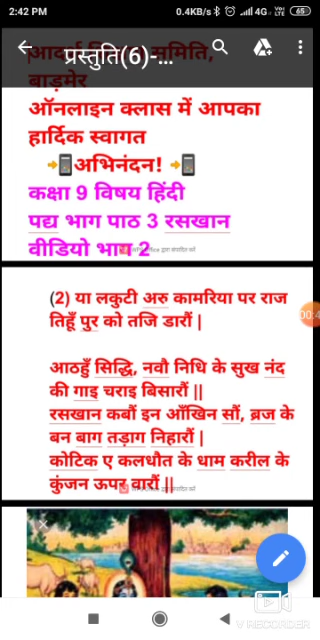 2:42 PM
0.4KB/s
4G
65
प्रस्तुति(6)-...
बाड़मेर
ऑनलाइन क्लास में आपका
हार्दिक स्वागत
अभिनंदन!
कक्षा 9 विषय हिंदी
पद्य भाग पाठ 3 रसखान
वीडियो भाग 2
(2) या लकुटी अरु कामरिया पर राज
तिहूँ पुर को तजि डारौं |
आठहुँ सिद्धि, नवौ निधि के सुख नंद
की गाइ चराइ बिसारौं ||
रसखान कबौं इन आँखिन सौं, ब्रज के
बन बाग तड़ाग निहारौं |
कोटिक ए कलधौत के धाम करील के
कुंजन ऊपर वारौं ||
V RECORDER